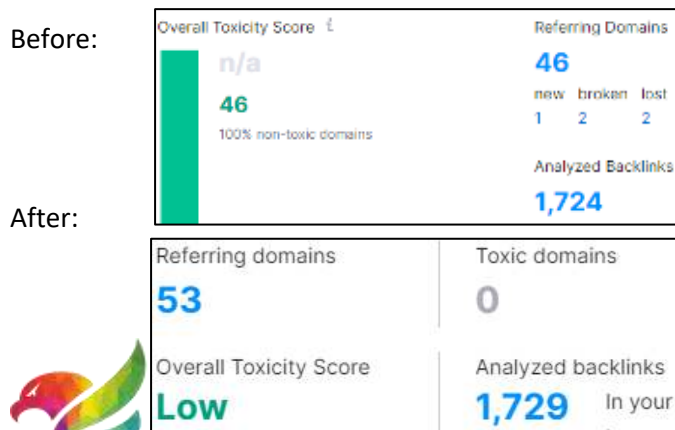 Before:
Overall Toxicity Score i
n/a
46
100% non-toxic domains
Referring Domains
46
new broken lost
1 2 2
Analyzed Backlinks
1,724
After:
Referring domains
53
Toxic domains
0
Overall Toxicity Score
Low
Analyzed backlinks
1,729 In your